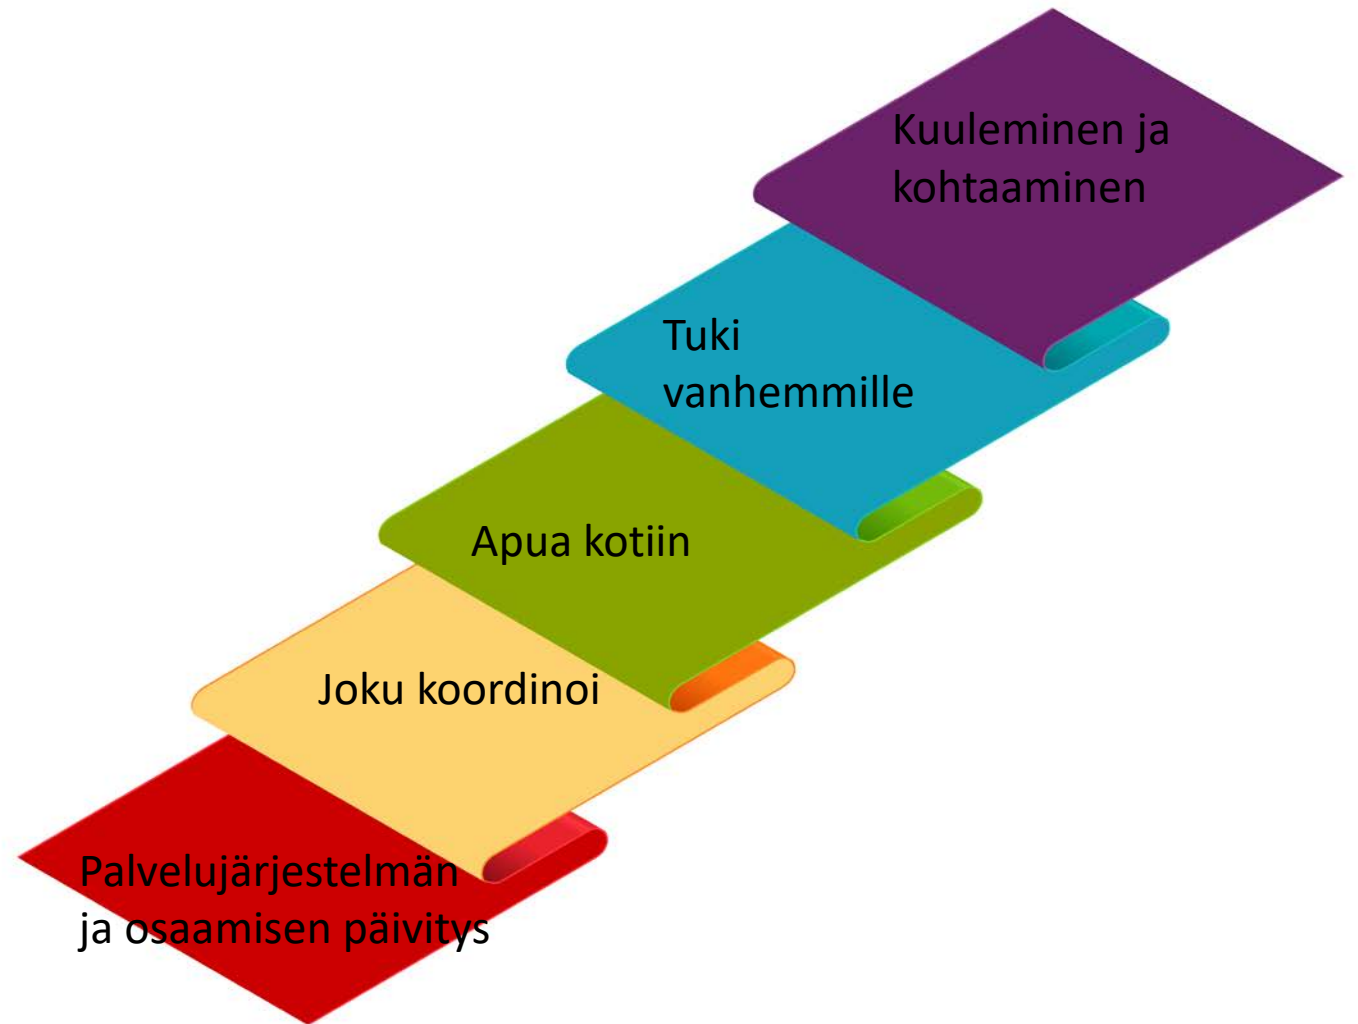 Kuuleminen ja
kohtaaminen
Tuki
vanhemmille
Apua kotiin
Joku koordinoi
Palvelujärjestelmän
ja osaamisen päivitys